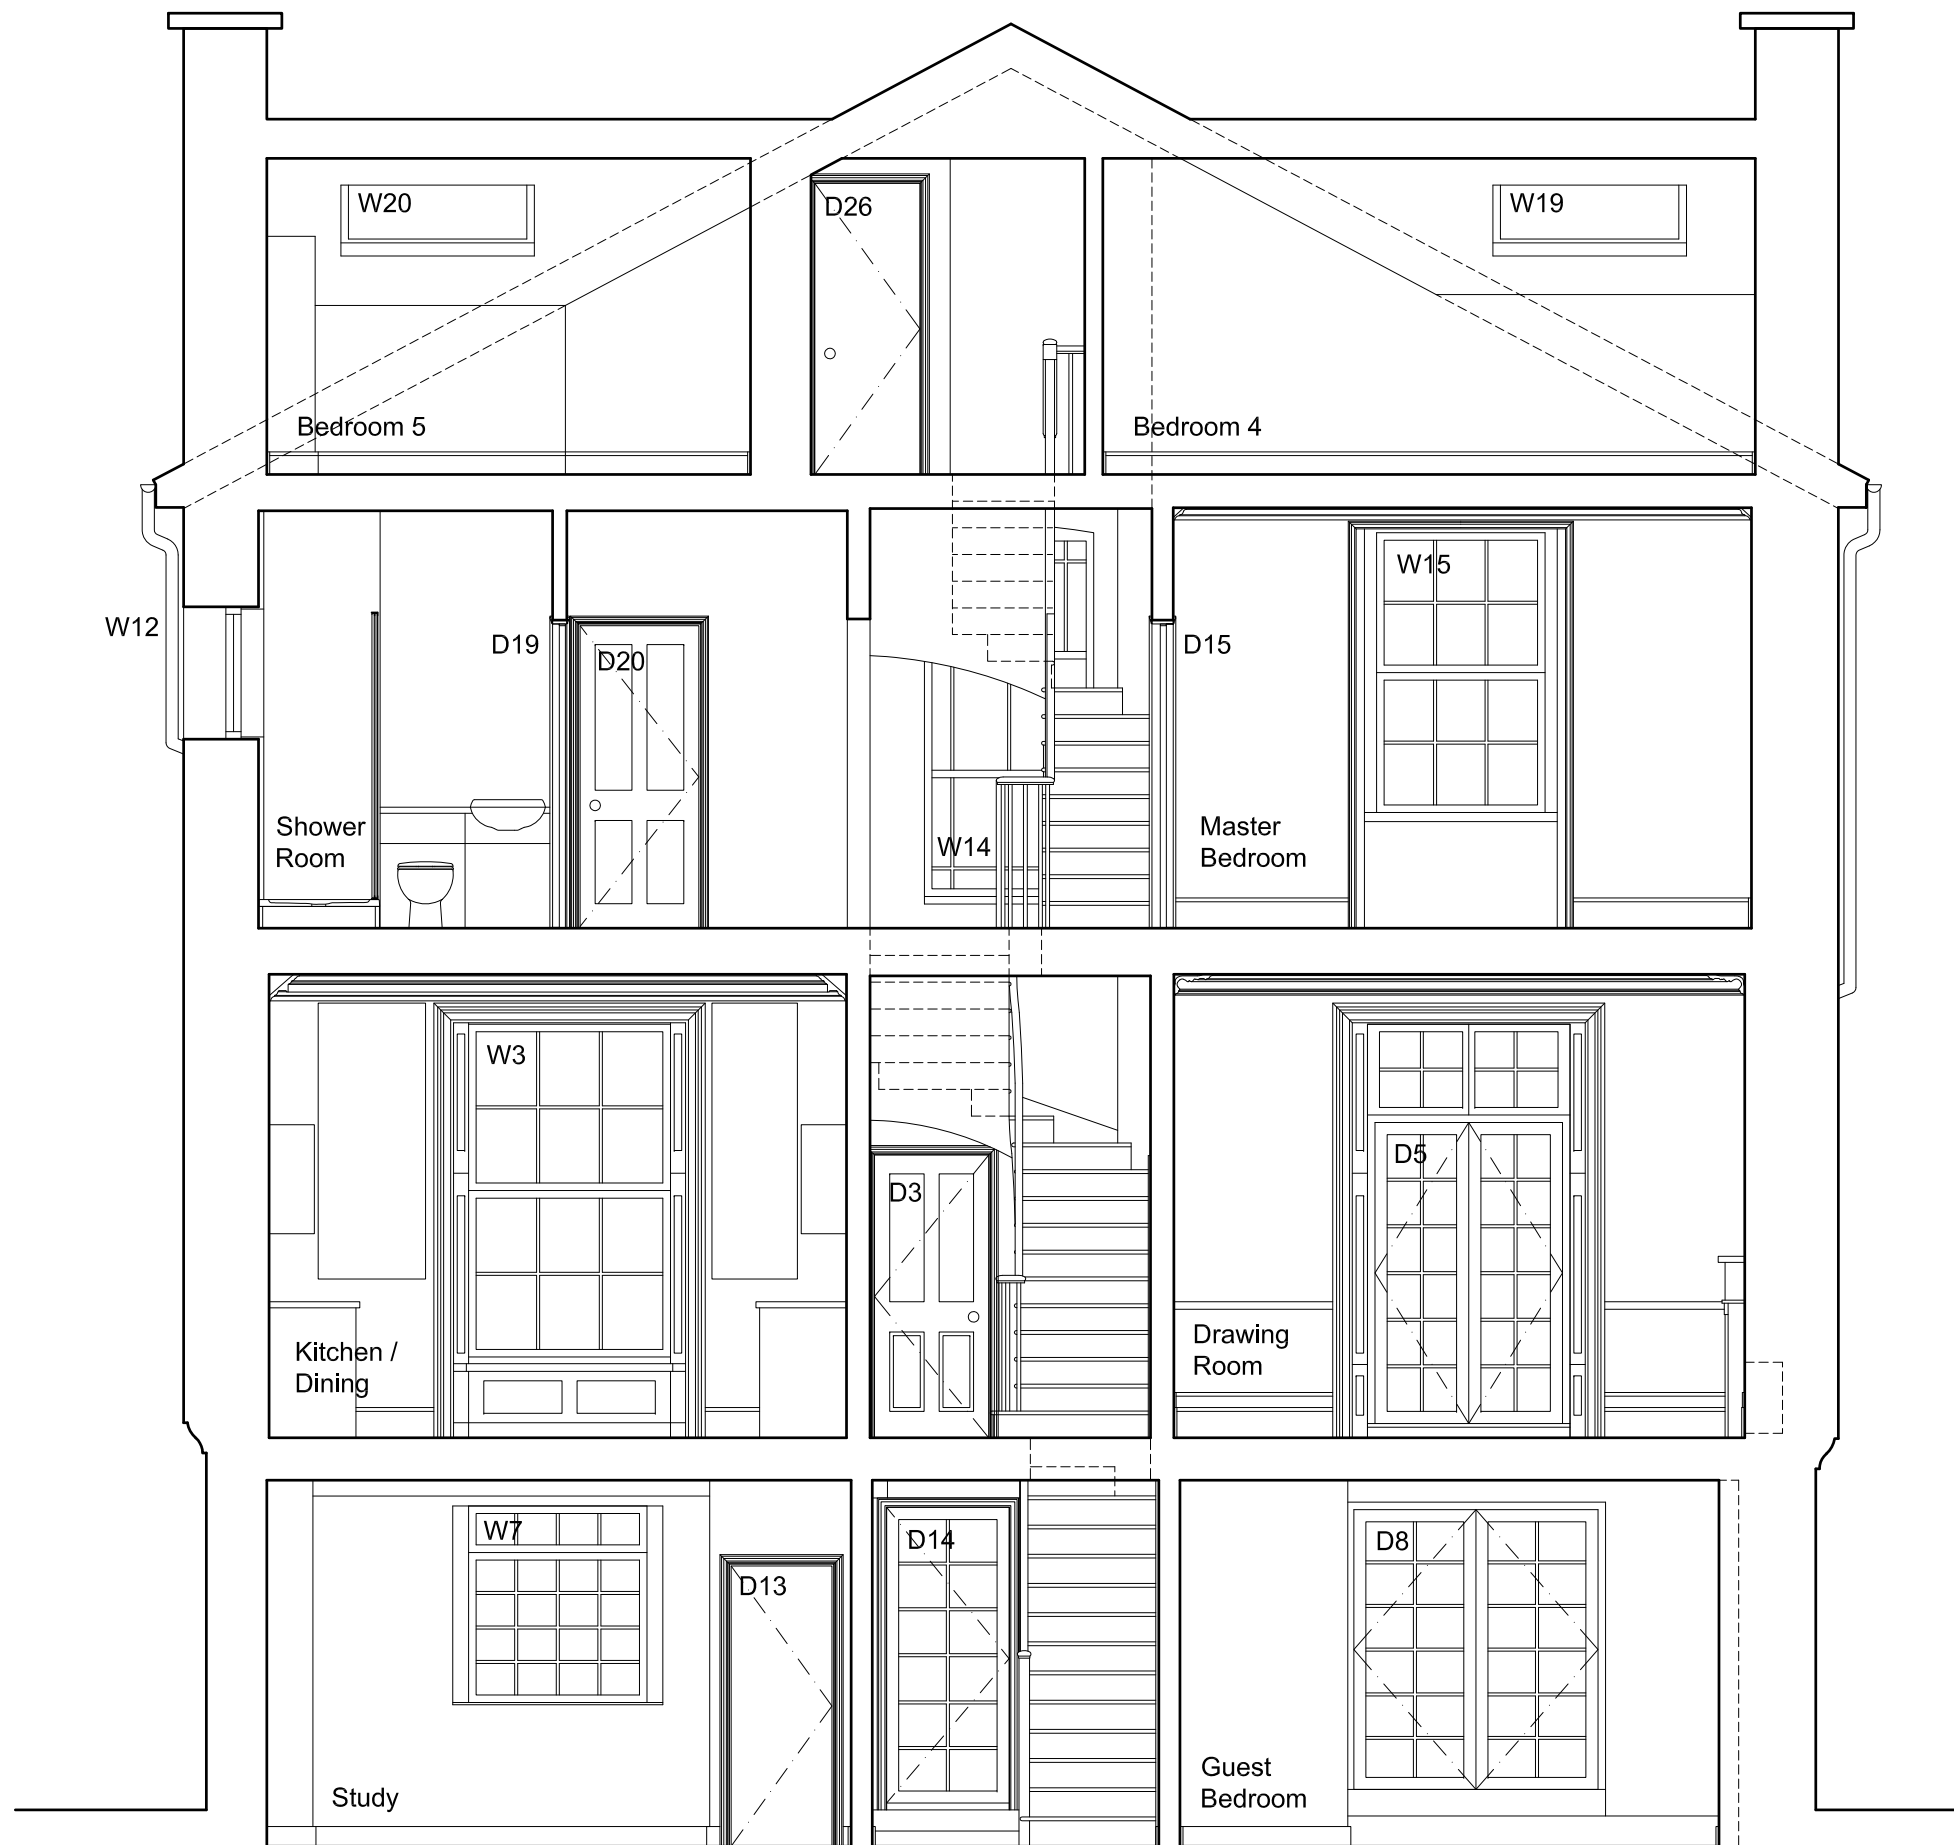 W20
D26
W19
Bedroom 5
Bedroom 4
W15
W12
D19
D20
D15
Shower
Room
W14
Master
Bedroom
W3
D5
D3
Kitchen /
Dining
Drawing
Room
W7
D14
D8
D13
Study
Guest
Bedroom